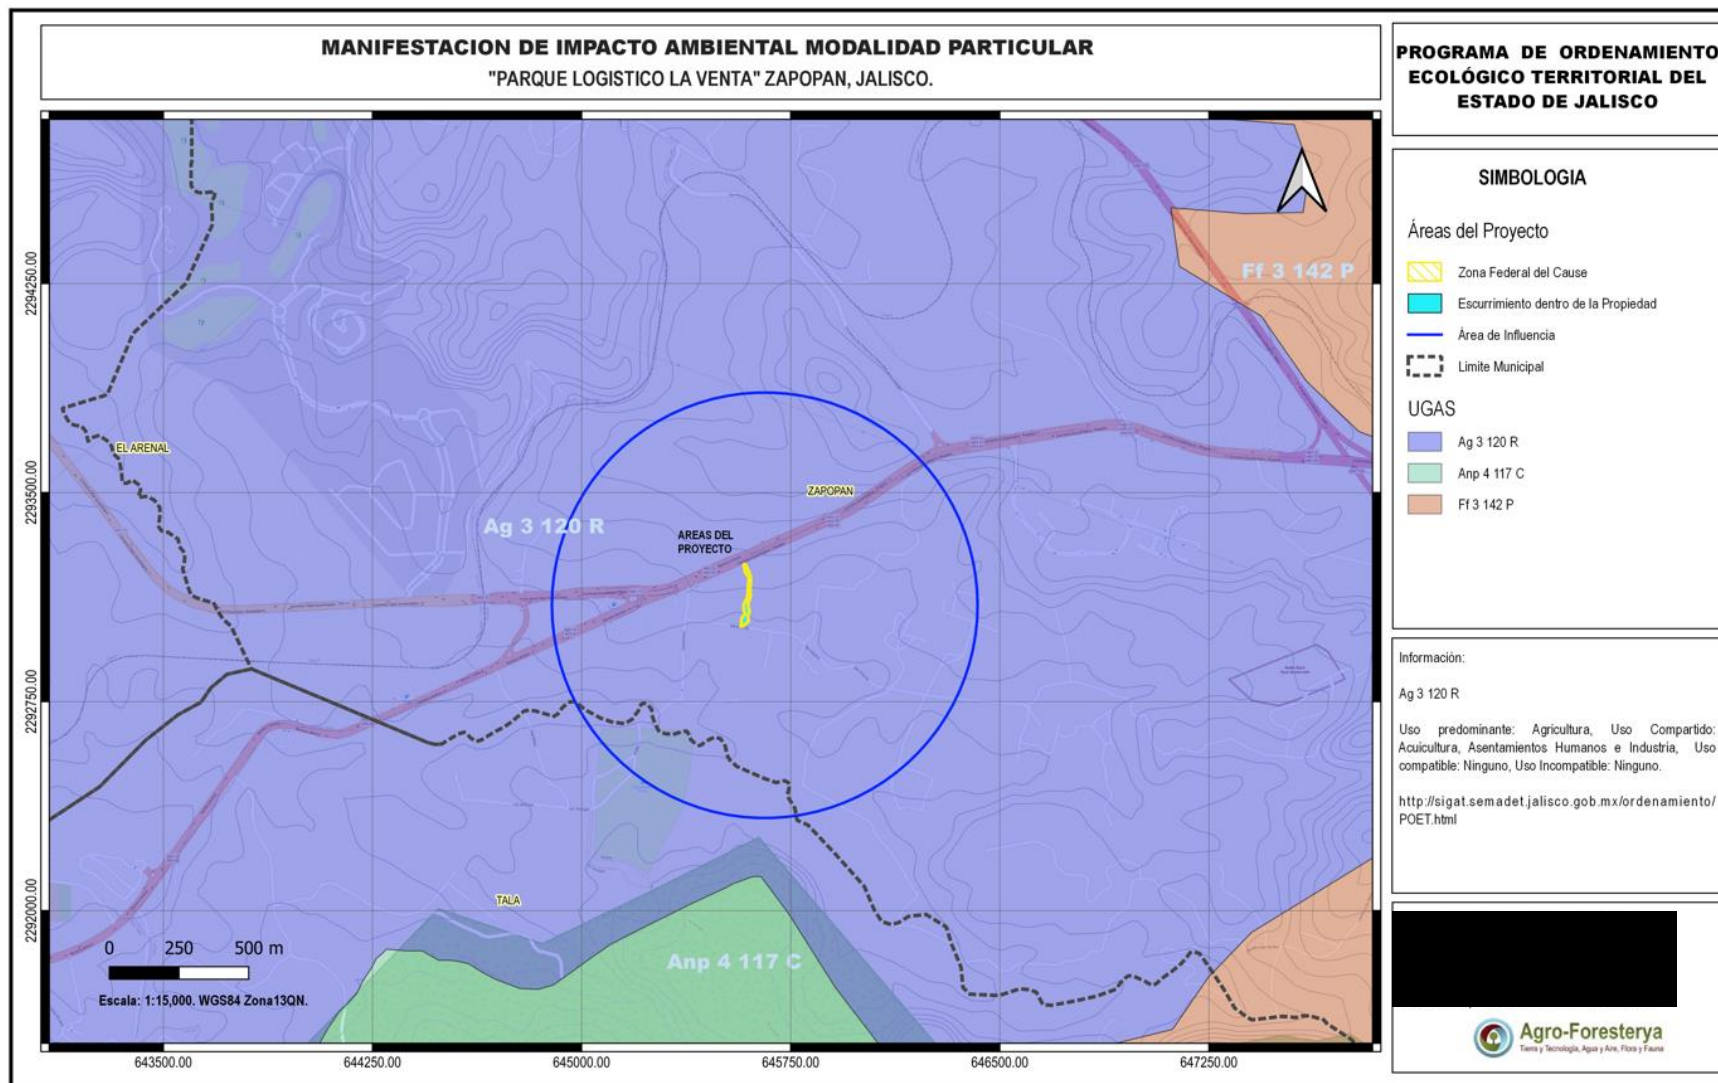 MANIFESTACION DE IMPACTO AMBIENTAL MODALIDAD PARTICULAR
"PARQUE LOGISTICO LA VENTA" ZAPOPAN, JALISCO.
PROGRAMA DE ORDENAMIENTO
ECOLÓGICO TERRITORIAL DEL
ESTADO DE JALISCO
SIMBOLOGIA
Áreas del Proyecto
Zona Federal del Cause
Escurrimiento dentro de la Propiedad
Área de Influencia
Limite Municipal
UGAS
Ag 3 120 R
Anp 4 117 C
Ff 3 142 P
Información:
Ag 3 120 R
Uso predominante: Agricultura, Uso Compartido:
Acuicultura, Asentamientos Humanos e Industria, Uso
compatible: Ninguno, Uso Incompatible: Ninguno.
http://sigat.semadet.jalisco.gob.mx/ordenamiento/
POET.html
Agro-Foresterya
Tierra y Tecnología, Agua y Aire, Flora y Fauna
Ff 3 142 P
EL ARENAL
ZAPOPAN
Ag 3 120 R
AREAS DEL
PROYECTO
TALA
Anp 4 117 C
0 250 500 m
Escala: 1:15,000. WGS84 Zona13QN.
2294250.00
2293500.00
2292750.00
2292000.00
643500.00 644250.00 645000.00 645750.00 646500.00 647250.00